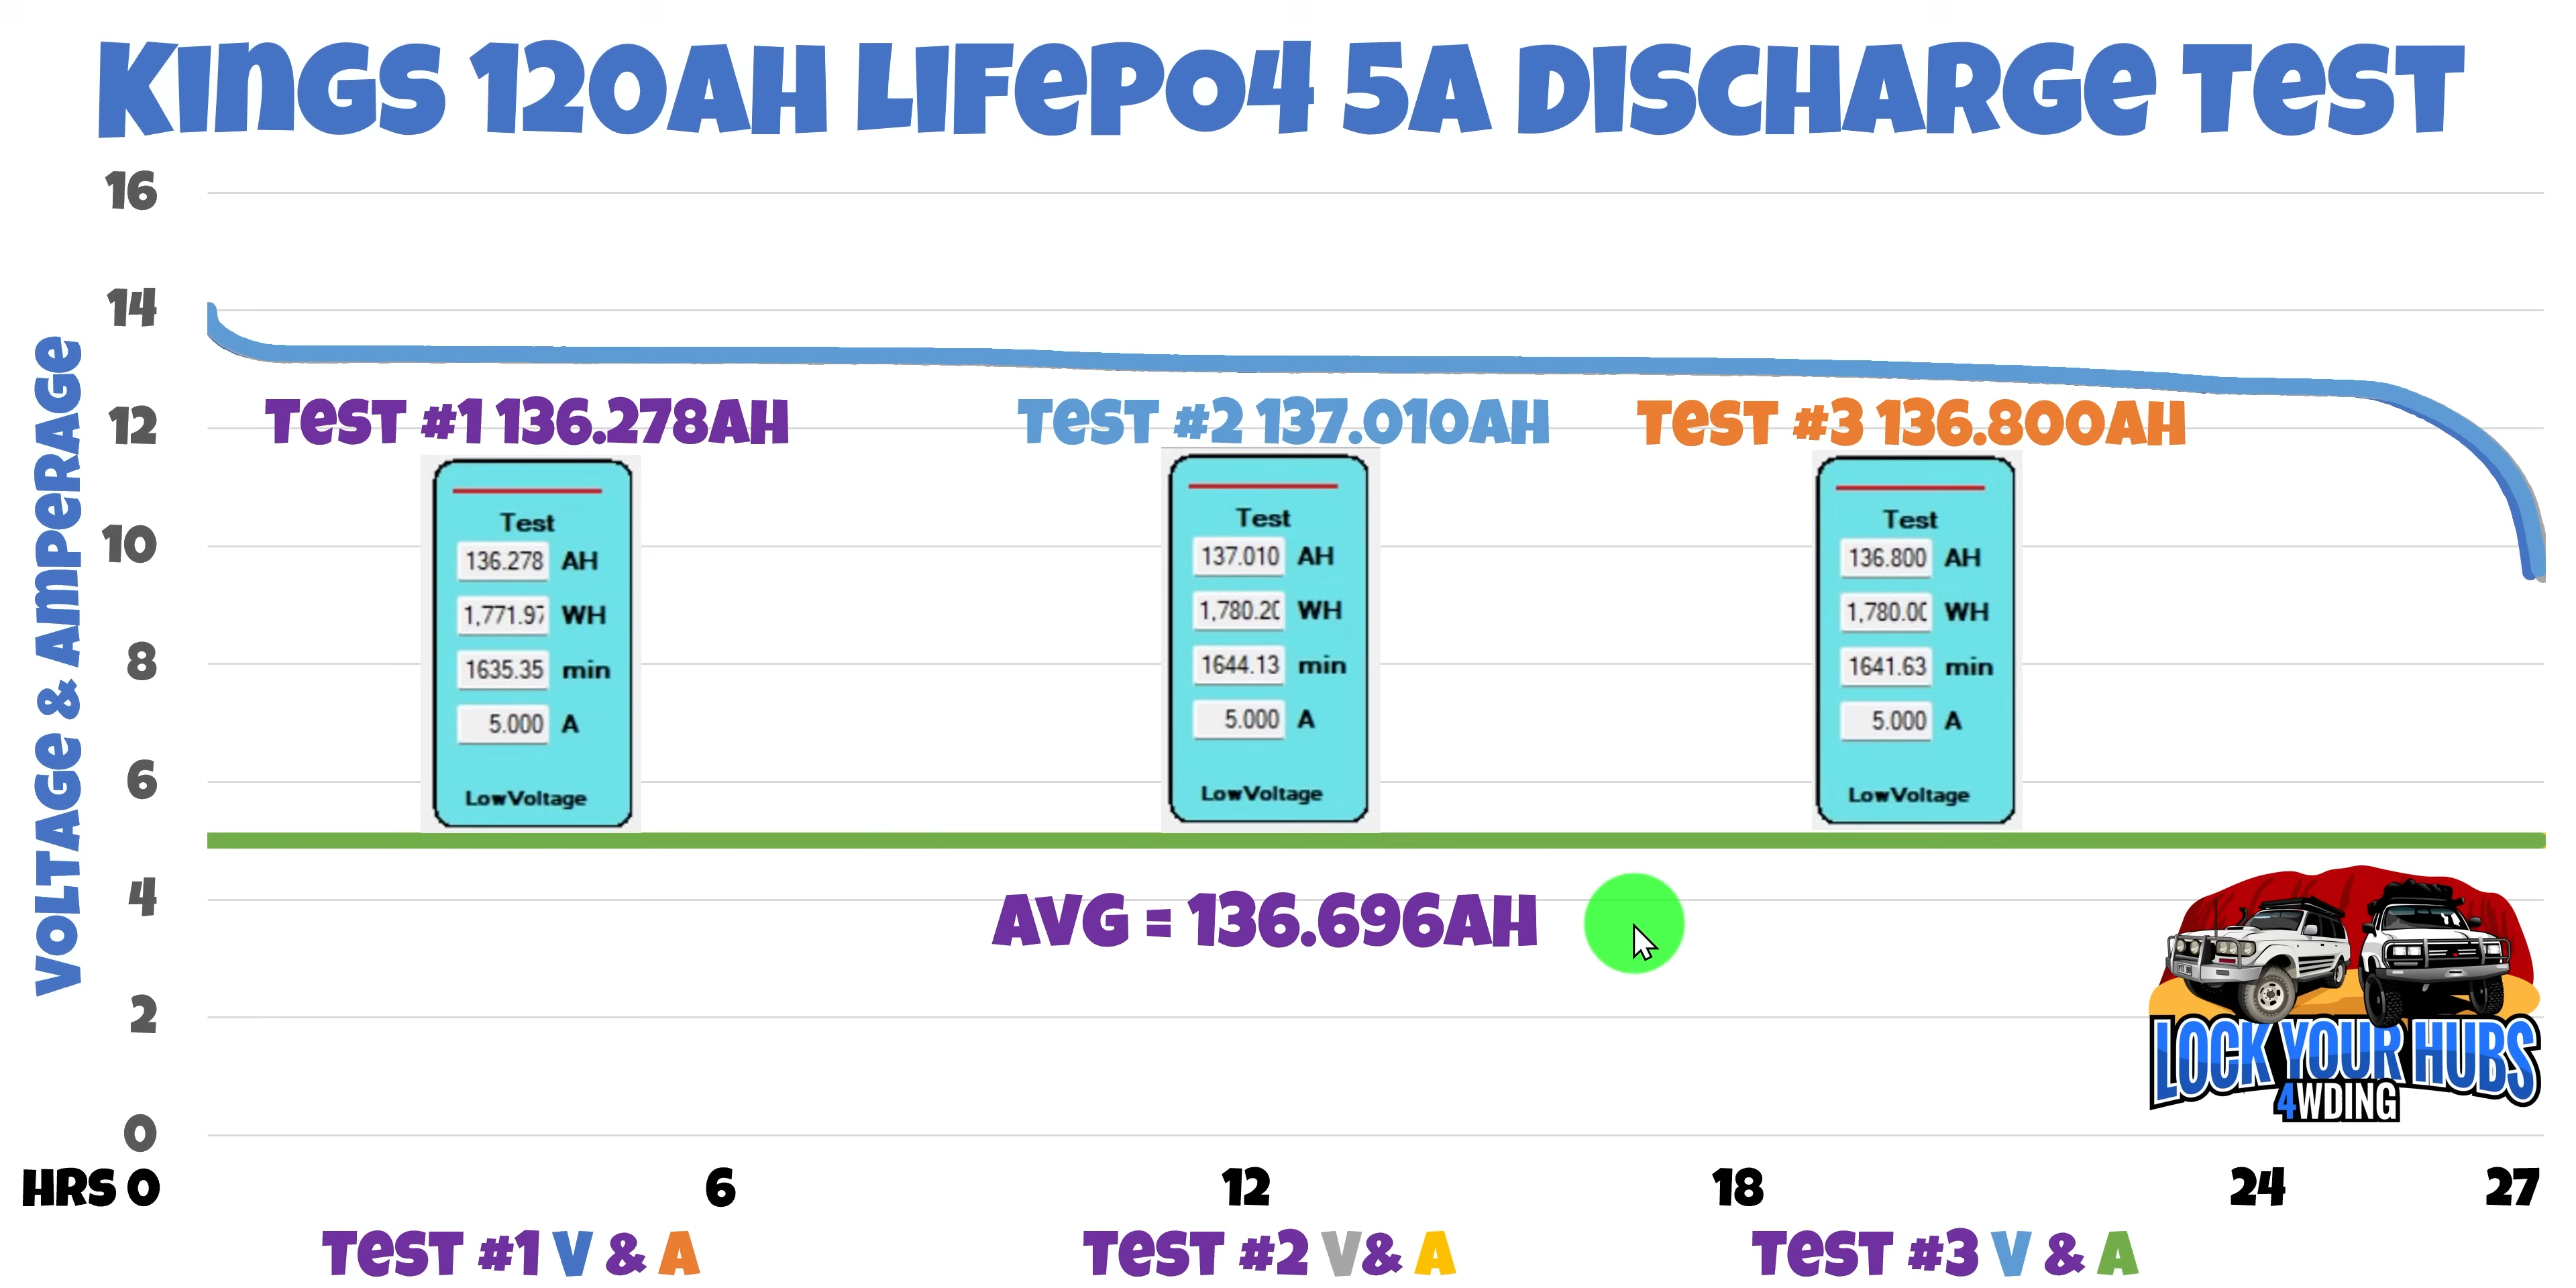 Kings 120AH LiFePO4 5A Discharge Test
16
14
12
10
8
6
4
2
0
Voltage & Amperage
Test #1 136.278AH
Test #2 137.010AH
Test #3 136.800AH
Test
136.278 AH
1,771.97 WH
1635.35 min
5.000 A
LowVoltage
Test
137.010 AH
1,780.20 WH
1644.13 min
5.000 A
LowVoltage
Test
136.800 AH
1,780.00 WH
1641.63 min
5.000 A
LowVoltage
AVG = 136.696AH
LOCK YOUR HUBS
4WDING
HRS 0 6 12 18 24 27
Test #1 V & A
Test #2 V& A
Test #3 V & A